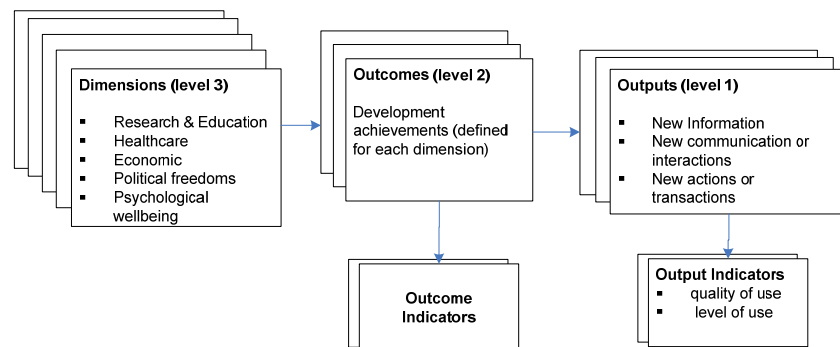 Dimensions (level 3)
▪ Research & Education
▪ Healthcare
▪ Economic
▪ Political freedoms
▪ Psychological
wellbeing
Outcomes (level 2)
Development
achievements (defined
for each dimension)
Outputs (level 1)
▪ New Information
▪ New communication or
interactions
▪ New actions or
transactions
Outcome
Indicators
Output Indicators
▪ quality of use
▪ level of use